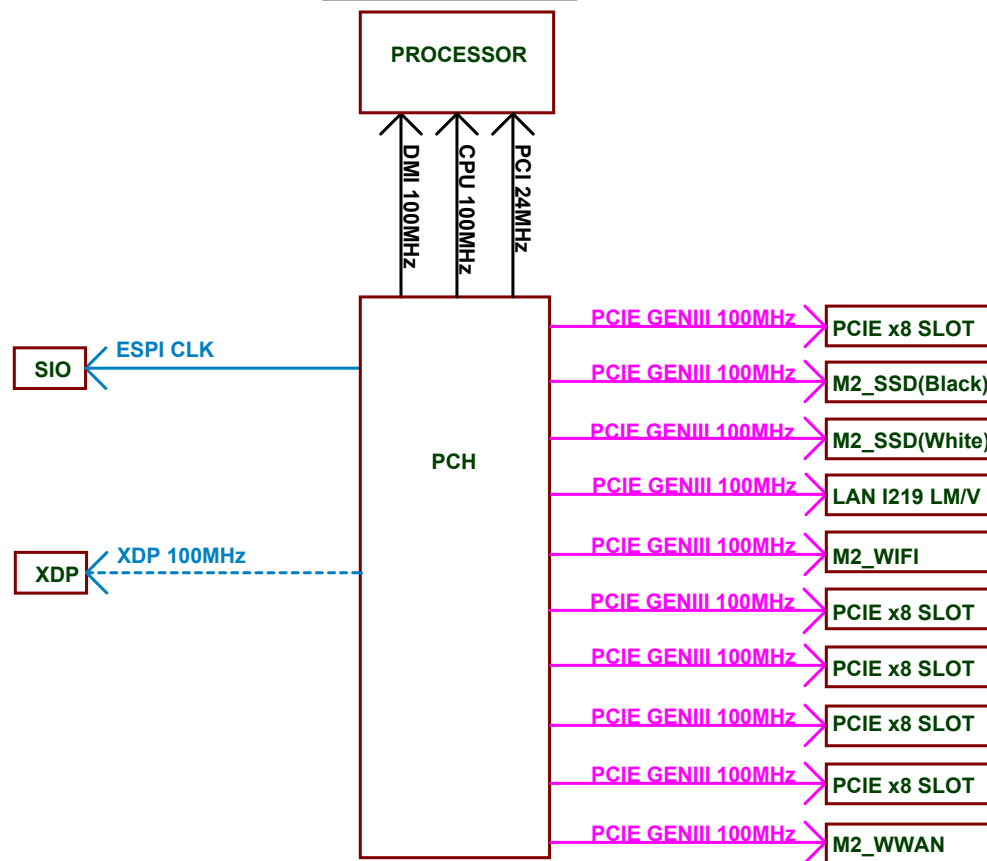 PROCESSOR
DMI 100MHz
CPU 100MHz
PCI 24MHz
PCIE GENIII 100MHz
PCIE x8 SLOT
ESPI CLK
SIO
PCIE GENIII 100MHz
M2_SSD(Black)
PCIE GENIII 100MHz
M2_SSD(White)
PCH
PCIE GENIII 100MHz
LAN I219 LM/V
XDP 100MHz
XDP
PCIE GENIII 100MHz
M2_WIFI
PCIE GENIII 100MHz
PCIE x8 SLOT
PCIE GENIII 100MHz
PCIE x8 SLOT
PCIE GENIII 100MHz
PCIE x8 SLOT
PCIE GENIII 100MHz
PCIE x8 SLOT
PCIE GENIII 100MHz
M2_WWAN